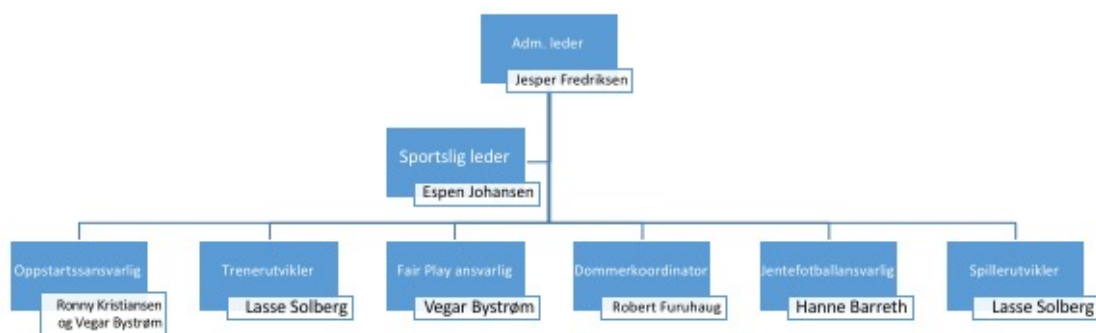 Adm. leder
Jesper Fredriksen
Sportslig leder
Espen Johansen
Oppstartssansvarlig
Ronny Kristiansen
og Vegar Bystrøm
Trenerutvikler
Lasse Solberg
Fair Play ansvarlig
Vegar Bystrøm
Dommerkoordinator
Robert Furuhaug
Jentefotballansvarlig
Hanne Barreth
Spillerutvikler
Lasse Solberg